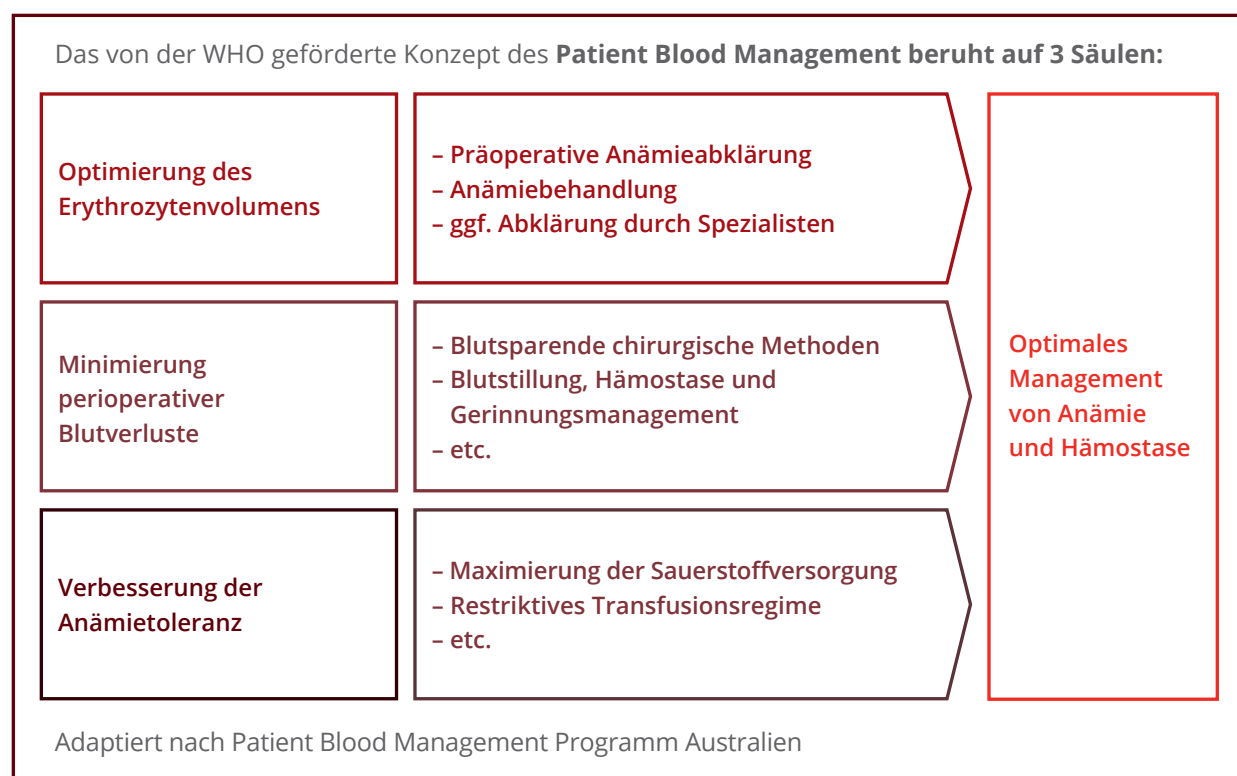 Das von der WHO geförderte Konzept des Patient Blood Management beruht auf 3 Säulen:
Optimierung des
Erythrozytenvolumens
– Präoperative Anämieabklärung
– Anämiebehandlung
– ggf. Abklärung durch Spezialisten
Minimierung
perioperativer
Blutverluste
– Blutsparende chirurgische Methoden
– Blutstillung, Hämostase und
Gerinnungsmanagement
– etc.
Verbesserung der
Anämietoleranz
– Maximierung der Sauerstoffversorgung
– Restriktives Transfusionsregime
– etc.
Optimales
Management
von Anämie
und Hämostase
Adaptiert nach Patient Blood Management Programm Australien